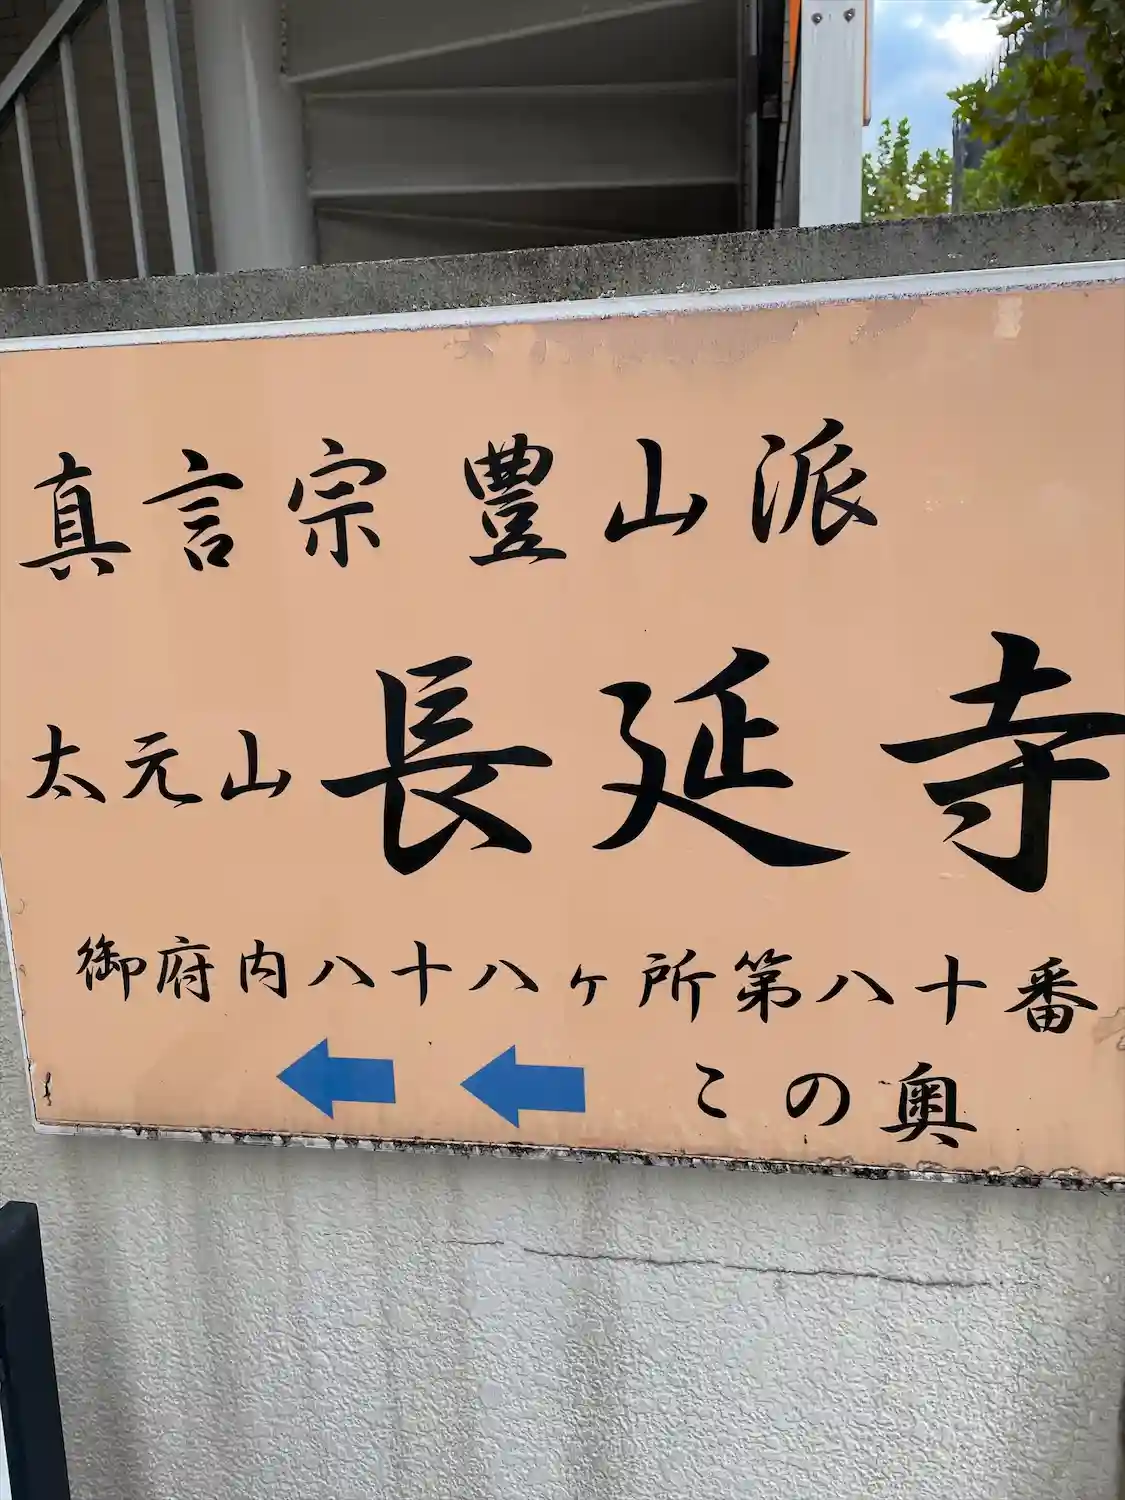 真言宗 豊山派
太元山 長延寺
御府内八十八ヶ所第八十番
この奥